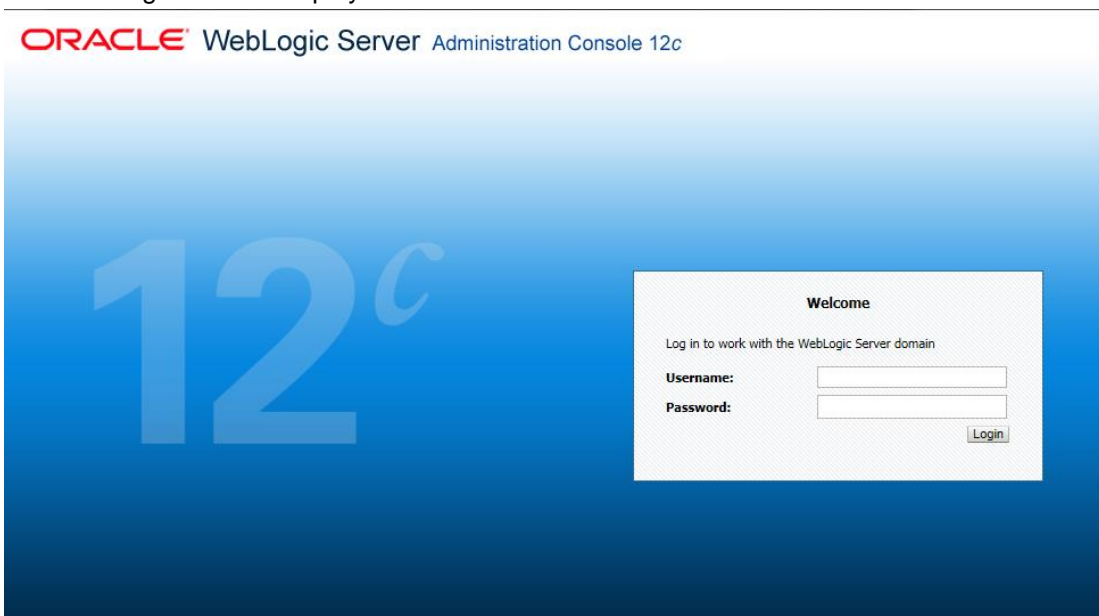 ORACLE WebLogic Server Administration Console 12c
12c
Welcome
Log in to work with the WebLogic Server domain
Username:
Password:
Login